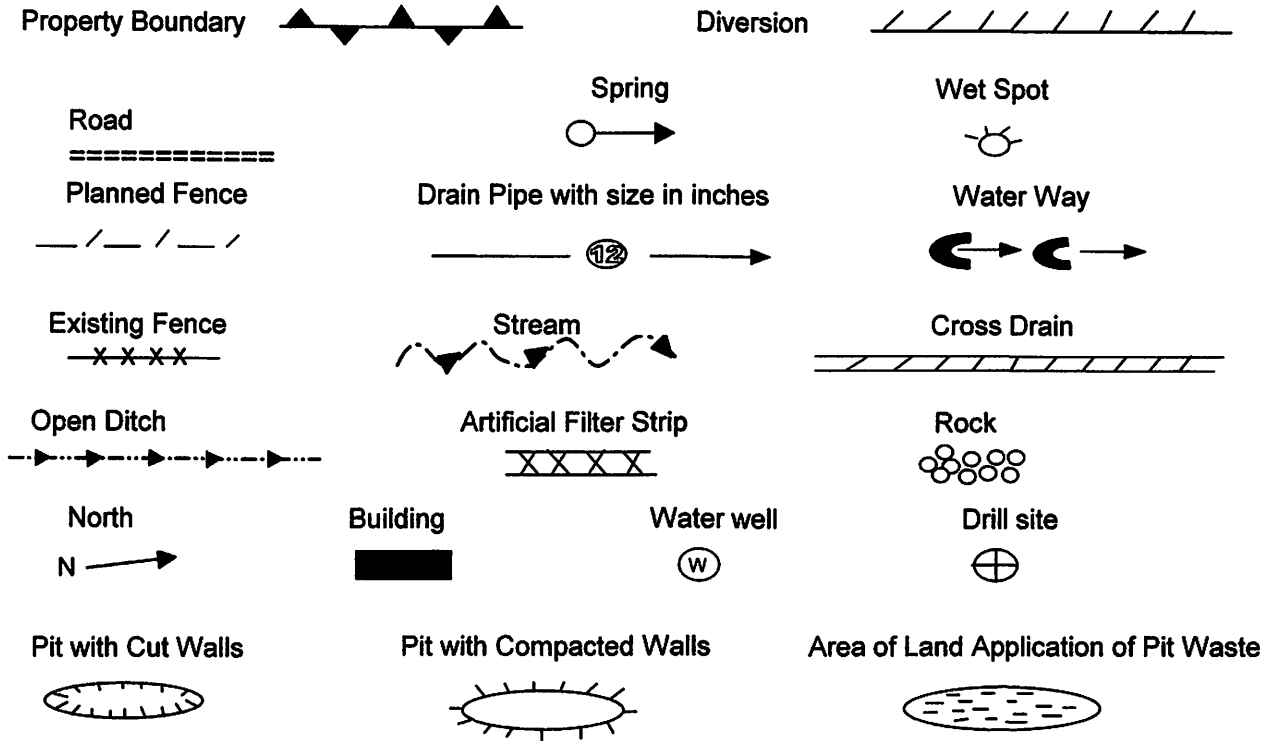 Property Boundary
Diversion
Spring
Wet Spot
Road
Planned Fence
Drain Pipe with size in inches
Water Way
12
Existing Fence
Stream
Cross Drain
X X X X
Open Ditch
Artificial Filter Strip
Rock
North
Building
Water well
Drill site
N
W
Pit with Cut Walls
Pit with Compacted Walls
Area of Land Application of Pit Waste